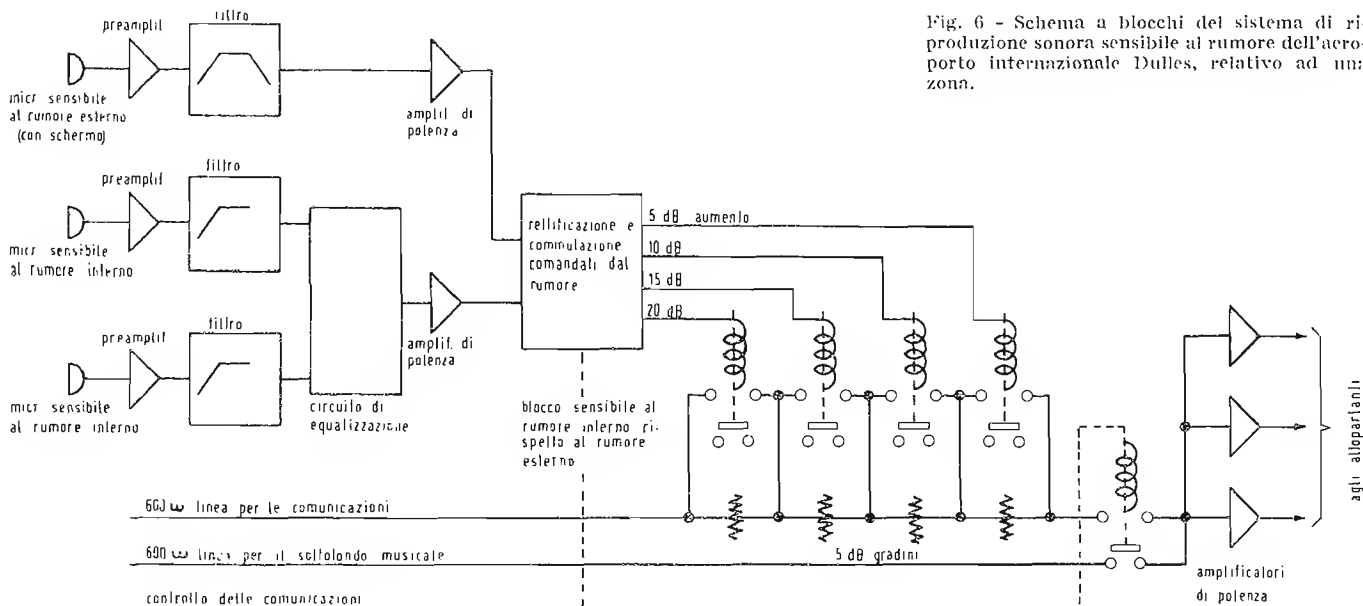 Fig. 6 - Schema a blocchi del sistema di ri-
produzione sonora sensibile al rumore dell'aero-
porto internazionale Dulles, relativo ad una
zona.
preamplif
filtro
micr sensibile
al rumore esterno
(con schermo)
amplif di
potenza
preamplif
filtro
micr sensibile
al rumore interno
preamplif
filtro
micr sensibile
al rumore interno
circuito di
equalizzazione
amplif. di
potenza
rettificazione e
commutazione
comandati dal
rumore
5 dB aumento
10 dB
15 dB
20 dB
blocco sensibile al
rumore interno ri-
spetto al rumore
esterno
600 ω linea per le comunicazioni
600 ω linea per il sottofondo musicale
5 dB gradini
controllo delle comunicazioni
amplificatori
di potenza
agli altoparlanti